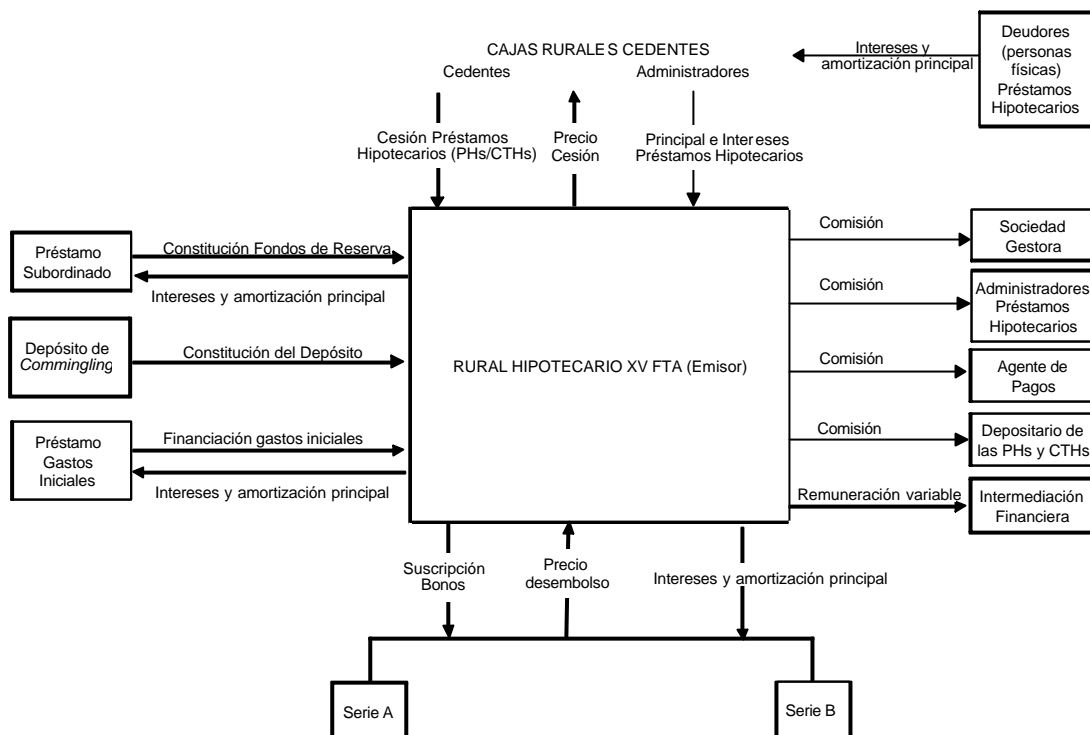 CAJAS RURALES CEDENTES
Cedentes
Administradores
Intereses y
amortización principal
Deudores
(personas
físicas)
Préstamos
Hipotecarios
Cesión Préstamos
Hipotecarios (PHs/CTHs)
Precio
Cesión
Principal e Intereses
Préstamos Hipotecarios
Préstamo
Subordinado
Constitución Fondos de Reserva
Intereses y amortización principal
Depósito de
Commingling
Constitución del Depósito
Préstamo
Gastos
Iniciales
Financiación gastos iniciales
Intereses y amortización principal
RURAL HIPOTECARIO XV FTA (Emisor)
Comisión
Sociedad
Gestora
Comisión
Administradores
Préstamos
Hipotecarios
Comisión
Agente de
Pagos
Comisión
Depositario de
las PHs y CTHs
Remuneración variable
Intermediación
Financiera
Suscripción
Bonos
Precio
desembolso
Intereses y amortización principal
Serie A
Serie B